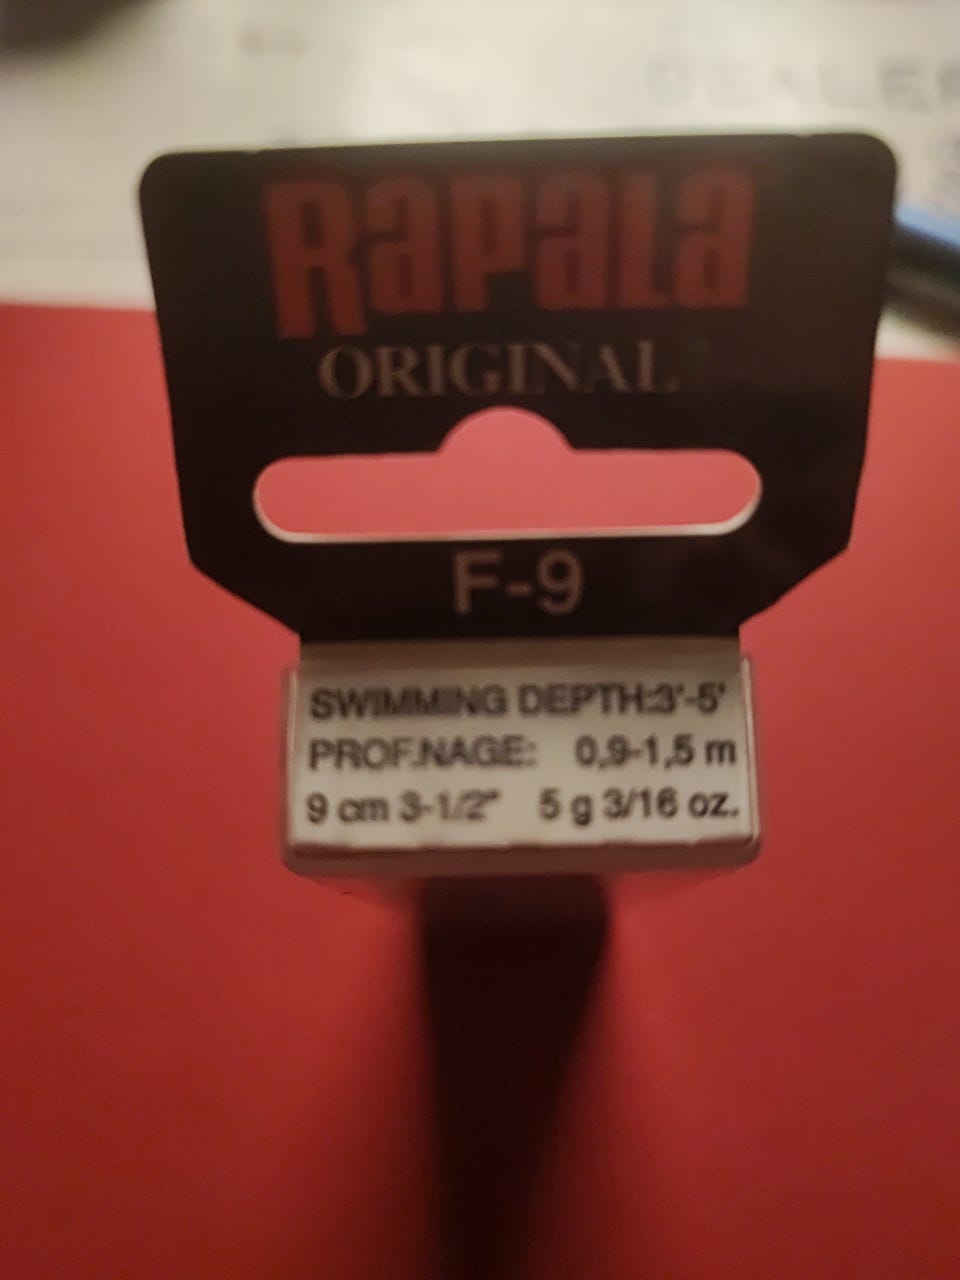 RAPALA
ORIGINAL
F-9
SWIMMING DEPTH:3'-5'
PROF.NAGE: 0,9-1,5 m
9 cm 3-1/2" 5 g 3/16 oz.